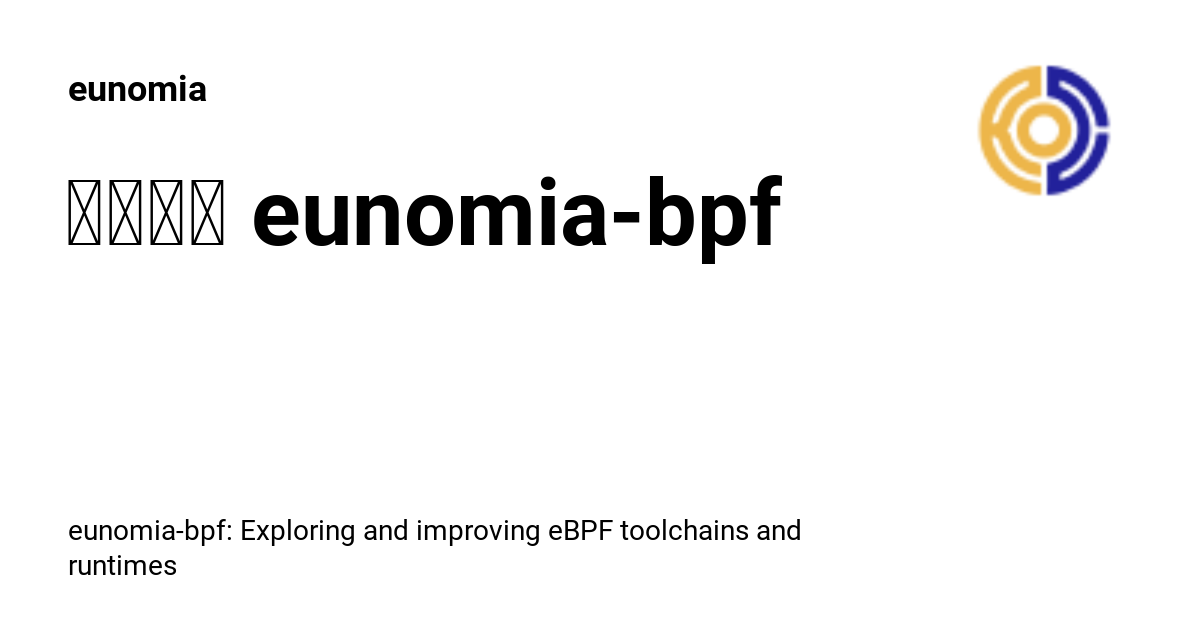 eunomia
eunomia-bpf
eunomia-bpf: Exploring and improving eBPF toolchains and
runtimes